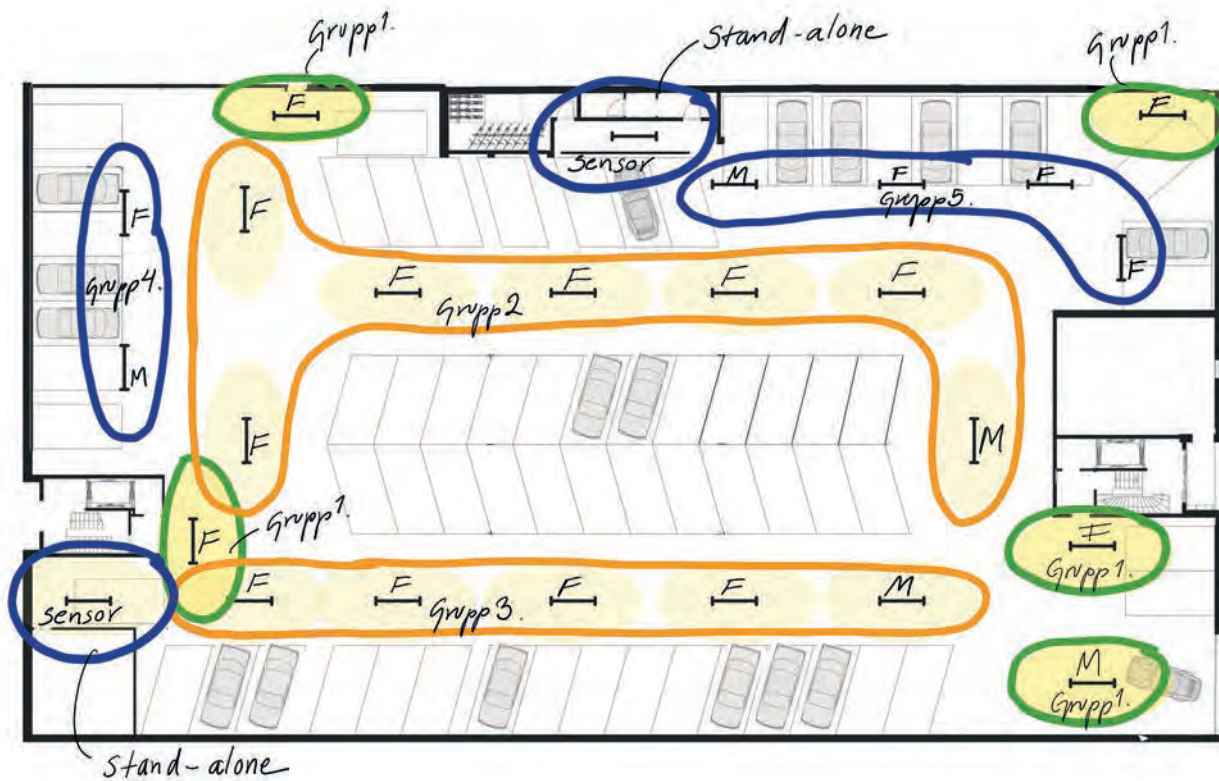 Grupp1.
Stand-alone
Grupp1.
F
F
Sensor
M
F
F
Grupp5.
F
F
F
Grupp4.
M
F
F
F
F
Grupp2
F
M
F
Grupp1.
F
Grupp1.
Sensor
F
F
F
F
M
Grupp3.
M
Grupp1.
Stand-alone